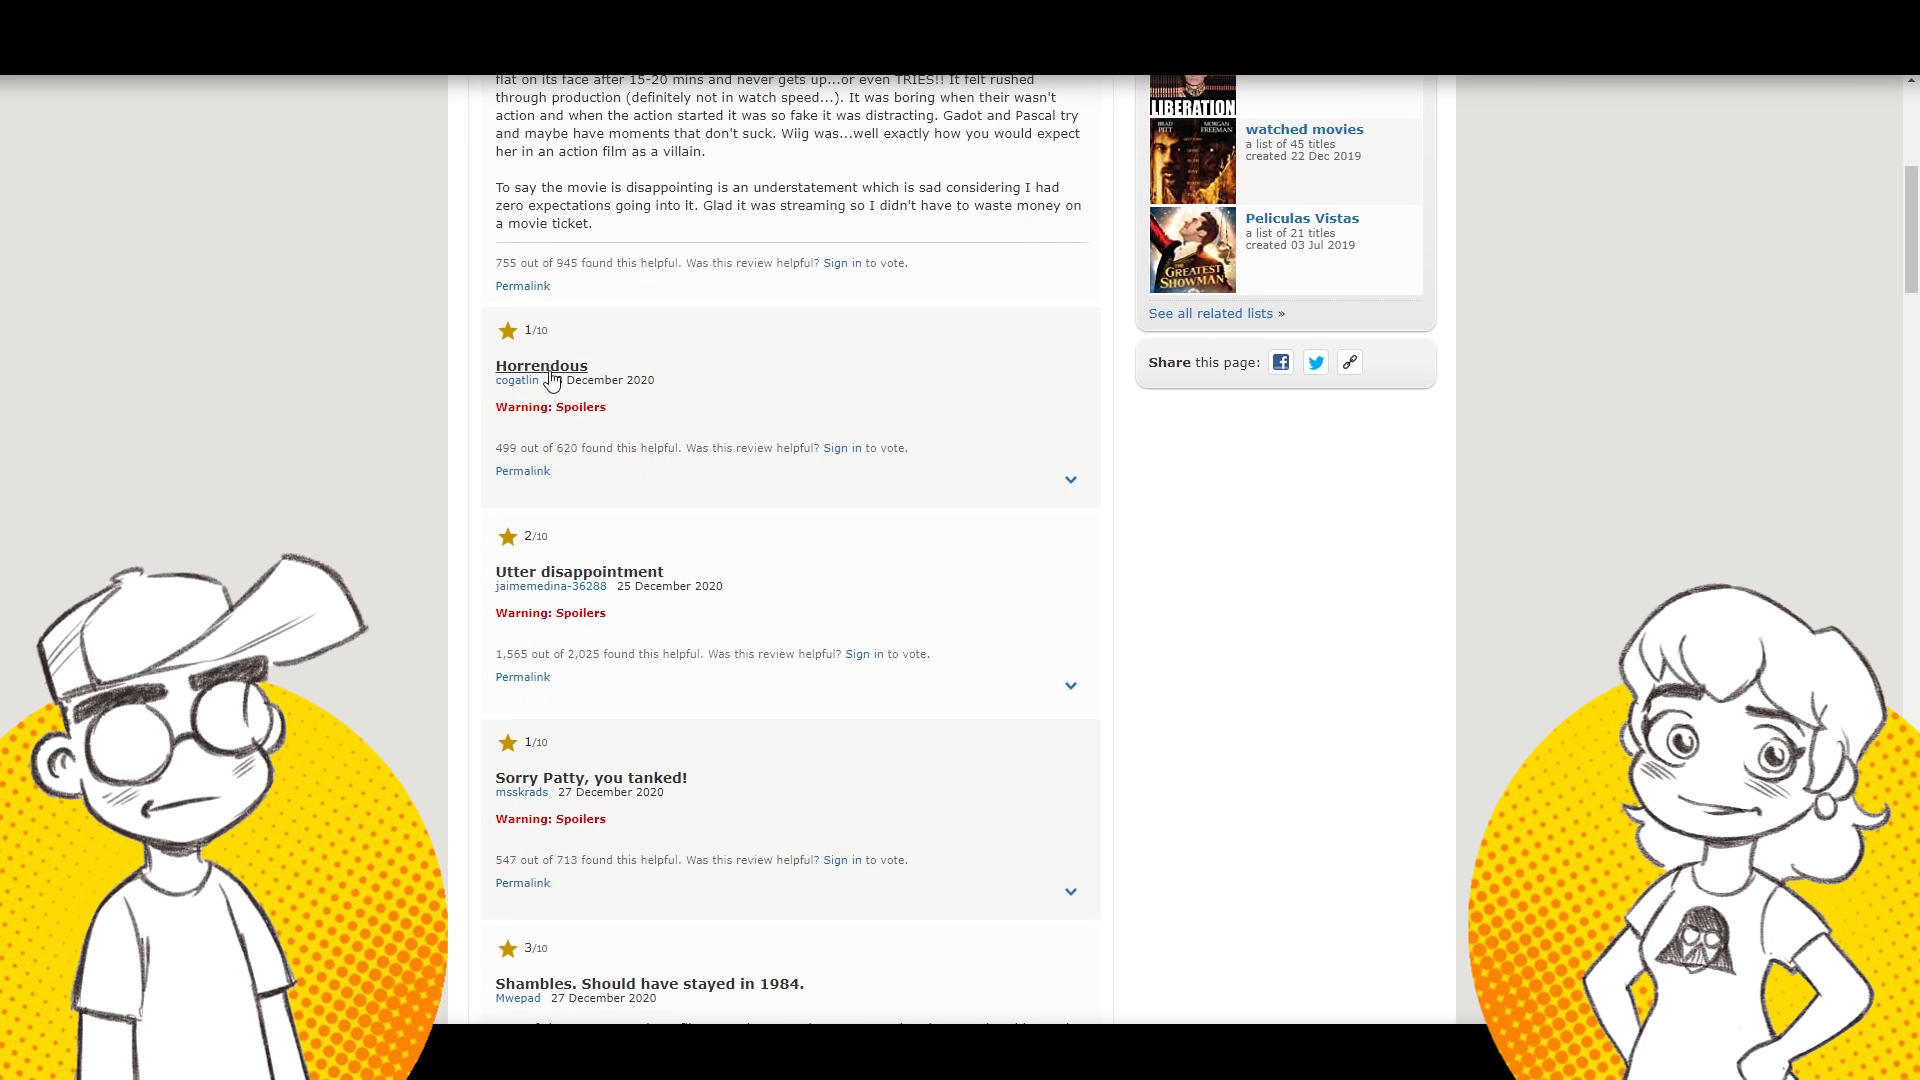 flat on its face after 15-20 mins and never gets up...or even TRIES!! It felt rushed
through production (definitely not in watch speed...). It was boring when their wasn't
action and when the action started it was so fake it was distracting. Gadot and Pascal try
and maybe have moments that don't suck. Wiig was...well exactly how you would expect
her in an action film as a villain.
To say the movie is disappointing is an understatement which is sad considering I had
zero expectations going into it. Glad it was streaming so I didn't have to waste money on
a movie ticket.
755 out of 945 found this helpful. Was this review helpful? Sign in to vote.
Permalink
1/10
Horrendous
cogatlin December 2020
Warning: Spoilers
499 out of 620 found this helpful. Was this review helpful? Sign in to vote.
Permalink
2/10
Utter disappointment
jaimemedina-36288 25 December 2020
Warning: Spoilers
1,565 out of 2,025 found this helpful. Was this review helpful? Sign in to vote.
Permalink
1/10
Sorry Patty, you tanked!
msskrads 27 December 2020
Warning: Spoilers
547 out of 713 found this helpful. Was this review helpful? Sign in to vote.
Permalink
3/10
Shambles. Should have stayed in 1984.
Mwepad 27 December 2020
LIBERATION
BRAD PITT
MORGAN FREEMAN
watched movies
a list of 45 titles
created 22 Dec 2019
THE GREATEST SHOWMAN
Peliculas Vistas
a list of 21 titles
created 03 Jul 2019
See all related lists »
Share this page: